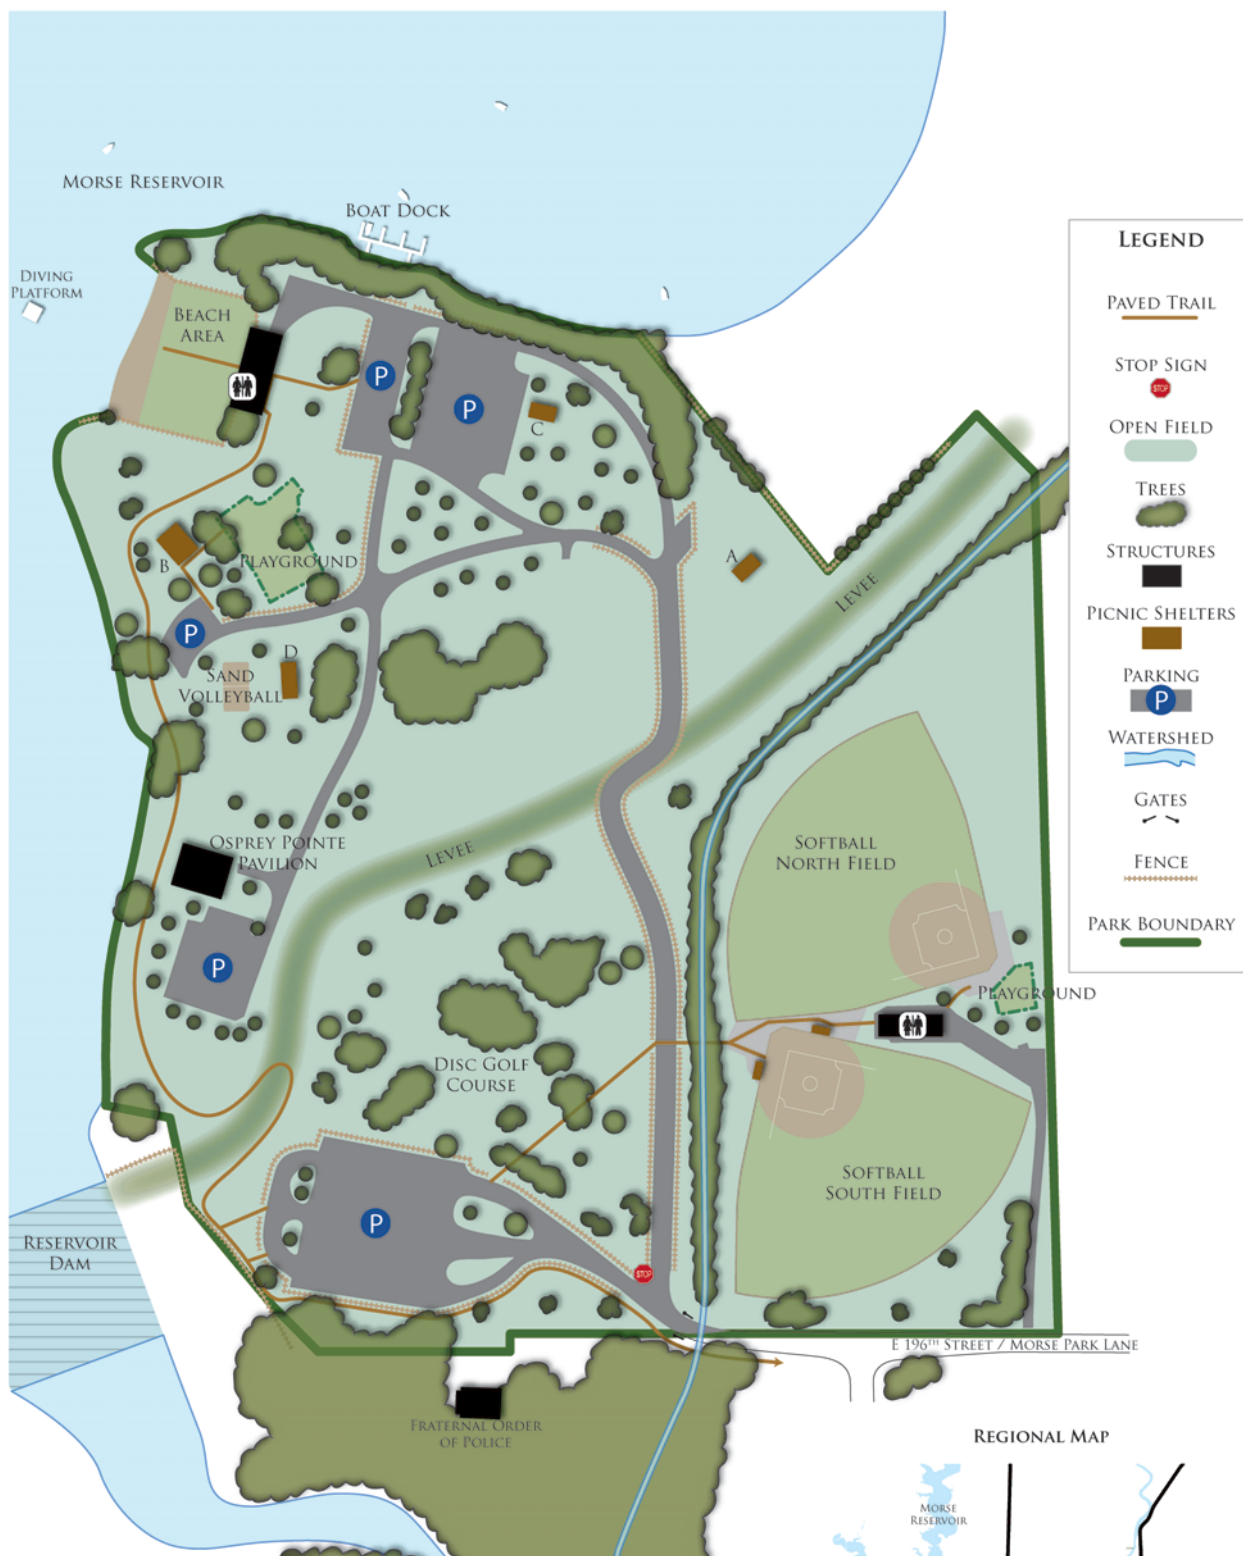 Morse Reservoir
Boat Dock
Diving
Platform
Beach
Area
P
P
C
A
B
Playground
P
D
Sand
Volleyball
Levee
Osprey Pointe
Pavilion
Levee
P
Softball
North Field
Playground
Disc Golf
Course
Softball
South Field
P
STOP
Reservoir
Dam
E 196th Street / Morse Park Lane
Fraternal Order
of Police
Legend
Paved Trail
Stop Sign
STOP
Open Field
Trees
Structures
Picnic Shelters
Parking
P
Watershed
Gates
Fence
Park Boundary
Regional Map
Morse
Reservoir